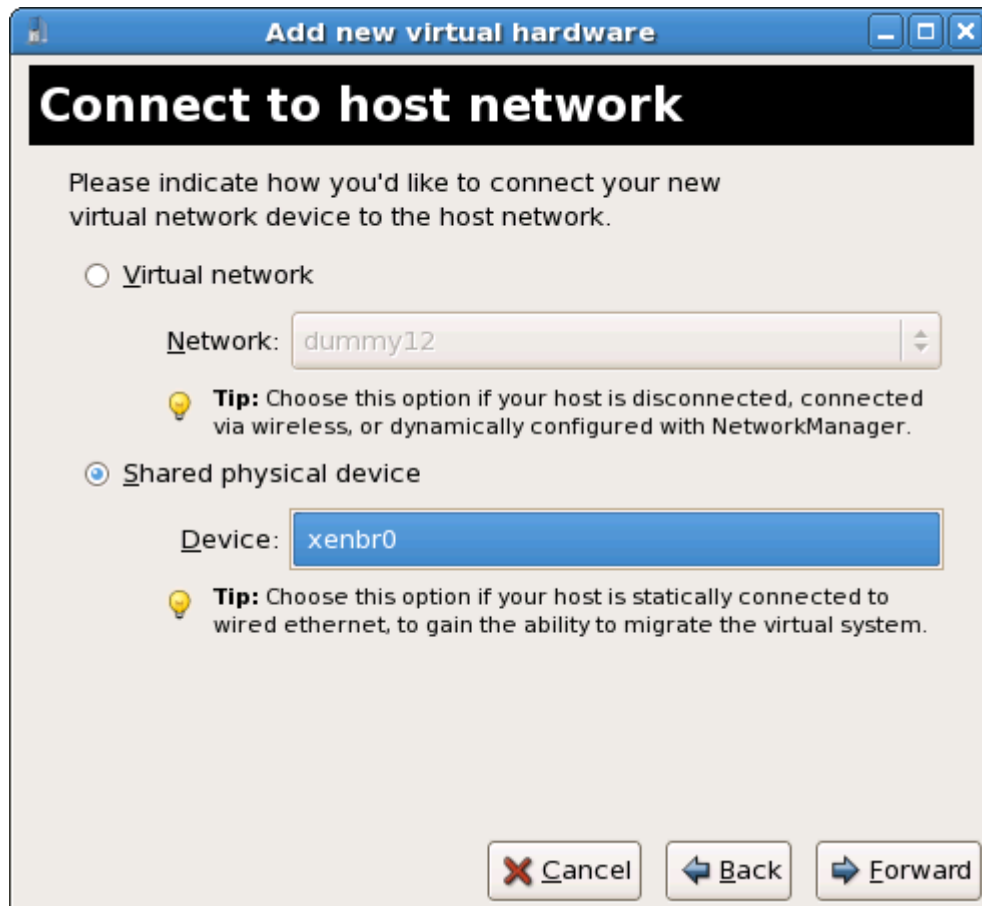 Add new virtual hardware
Connect to host network
Please indicate how you'd like to connect your new
virtual network device to the host network.
Virtual network
Network: dummy12
Tip: Choose this option if your host is disconnected, connected
via wireless, or dynamically configured with NetworkManager.
Shared physical device
Device: xenbr0
Tip: Choose this option if your host is statically connected to
wired ethernet, to gain the ability to migrate the virtual system.
Cancel Back Forward